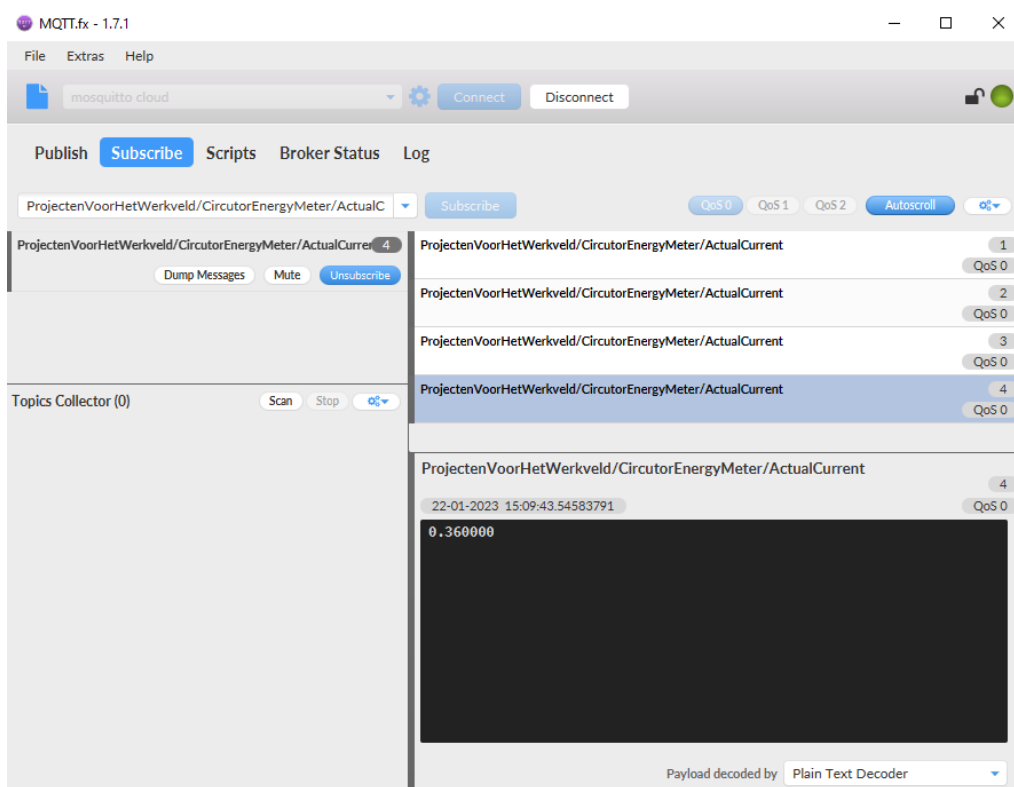 MQTT.fx - 1.7.1
File Extras Help
mosquitto cloud Connect Disconnect
Publish Subscribe Scripts Broker Status Log
ProjectenVoorHetWerkveld/CircutorEnergyMeter/ActualC Subscribe QoS 0 QoS 1 QoS 2 Autoscroll
ProjectenVoorHetWerkveld/CircutorEnergyMeter/ActualCurrer 4
Dump Messages Mute Unsubscribe
Topics Collector (0) Scan Stop
ProjectenVoorHetWerkveld/CircutorEnergyMeter/ActualCurrent 1
QoS 0
ProjectenVoorHetWerkveld/CircutorEnergyMeter/ActualCurrent 2
QoS 0
ProjectenVoorHetWerkveld/CircutorEnergyMeter/ActualCurrent 3
QoS 0
ProjectenVoorHetWerkveld/CircutorEnergyMeter/ActualCurrent 4
QoS 0
ProjectenVoorHetWerkveld/CircutorEnergyMeter/ActualCurrent
4
22-01-2023 15:09:43.54583791 QoS 0
0.360000
Payload decoded by Plain Text Decoder